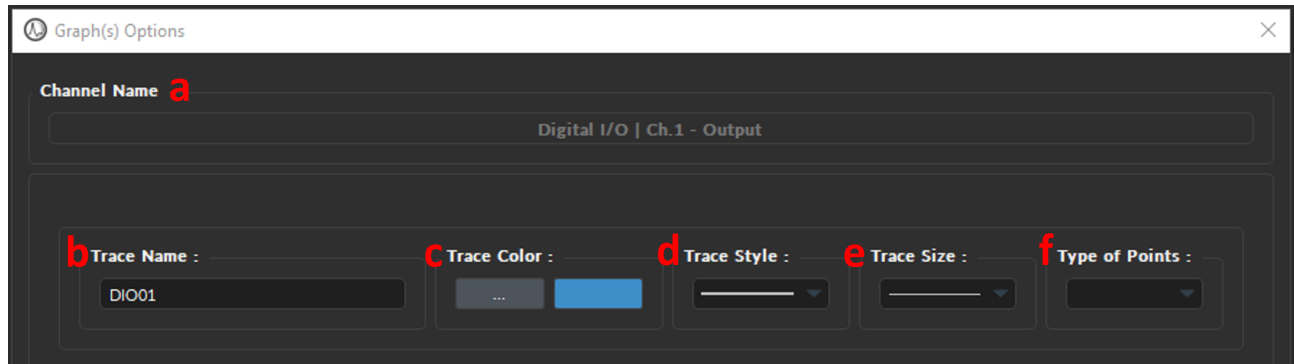 Graph(s) Options
Channel Name a
Digital I/O | Ch.1 - Output
b Trace Name : c Trace Color : d Trace Style : e Trace Size : f Type of Points :
DIO01 ...